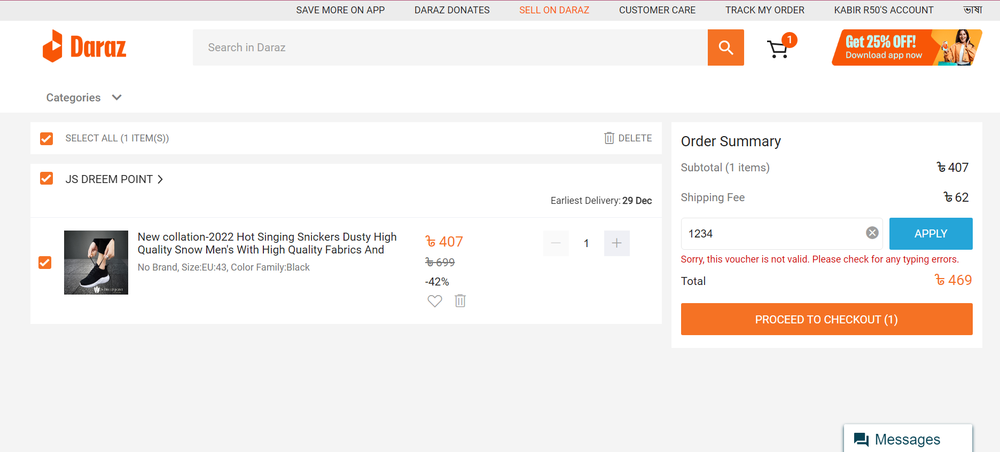 SAVE MORE ON APP DARAZ DONATES SELL ON DARAZ CUSTOMER CARE TRACK MY ORDER KABIR R50'S ACCOUNT ভাষা
Daraz
Search in Daraz
1
Get 25% OFF!
Download app now
Categories
SELECT ALL (1 ITEM(S))
DELETE
JS DREEM POINT
Earliest Delivery: 29 Dec
New collation-2022 Hot Singing Snickers Dusty High
Quality Snow Men's With High Quality Fabrics And
No Brand, Size:EU:43, Color Family:Black
JS DREEM POINT
৳ 407
৳ 699
-42%
1
Order Summary
Subtotal (1 items) ৳ 407
Shipping Fee ৳ 62
1234
APPLY
Sorry, this voucher is not valid. Please check for any typing errors.
Total ৳ 469
PROCEED TO CHECKOUT (1)
Messages